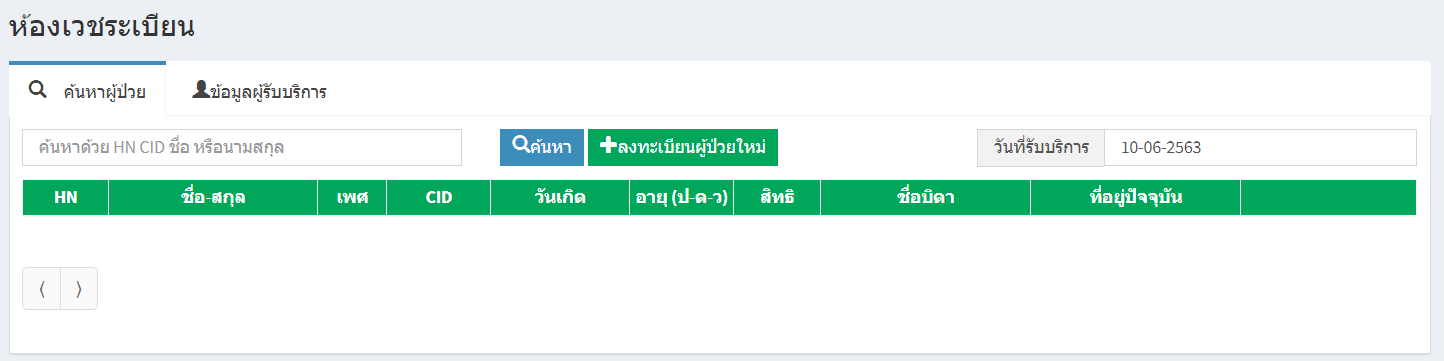 ห้องเวชระเบียน
ค้นหาผู้ป่วย ข้อมูลผู้รับบริการ
ค้นหาด้วย HN CID ชื่อ หรือนามสกุล ค้นหา ลงทะเบียนผู้ป่วยใหม่ วันที่รับบริการ 10-06-2563
HN ชื่อ-สกุล เพศ CID วันเกิด อายุ (ป-ด-ว) สิทธิ ชื่อบิดา ที่อยู่ปัจจุบัน